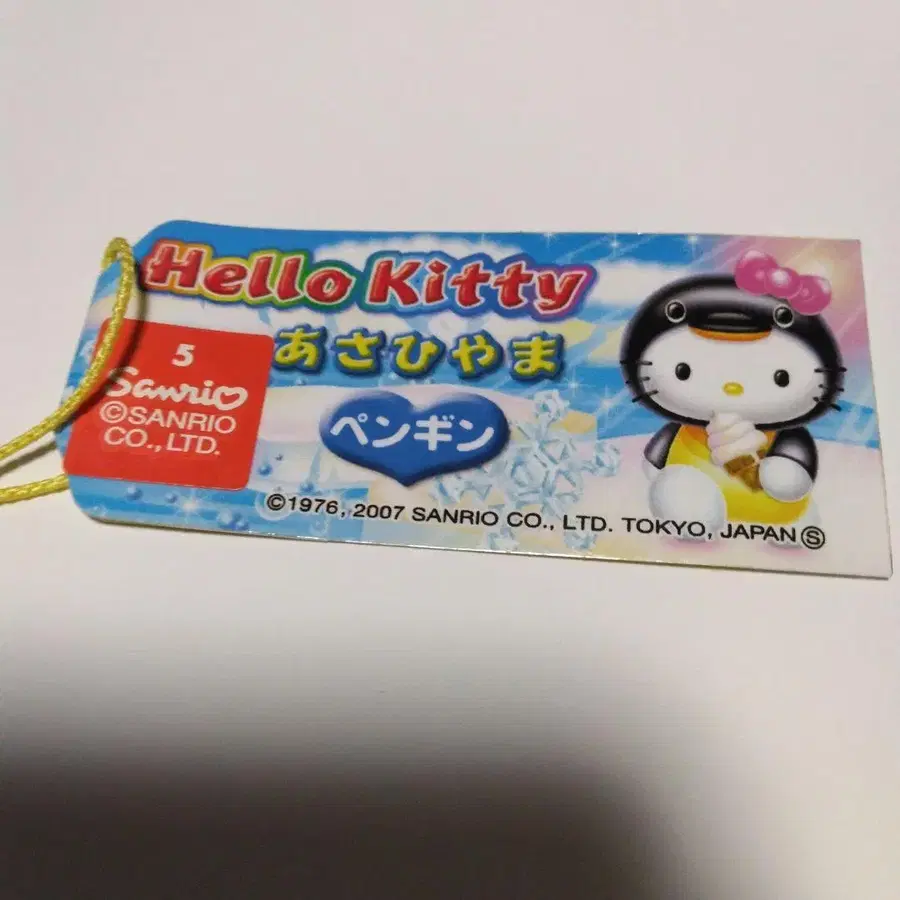 Hello Kitty
あさひやま
ペンギン
5
Sanrio
©SANRIO
CO., LTD.
©1976, 2007 SANRIO CO., LTD. TOKYO, JAPAN Ⓢ